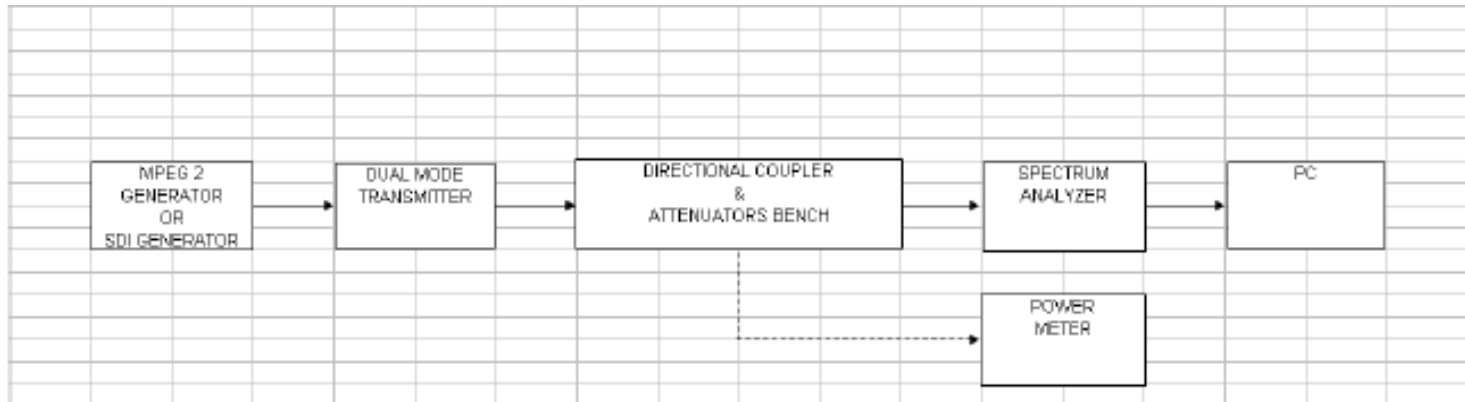 MPEG 2
GENERATOR
OR
SDI GENERATOR
DUAL MODE
TRANSMITTER
DIRECTIONAL COUPLER
&
ATTENUATORS BENCH
SPECTRUM
ANALYZER
PC
POWER
METER